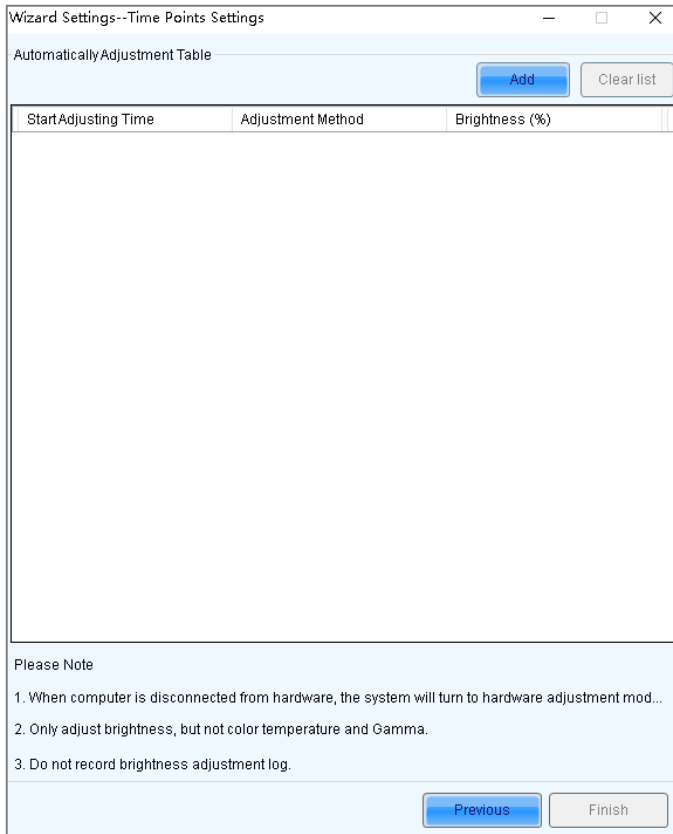 Wizard Settings--Time Points Settings
Automatically Adjustment Table
Add Clear list
Start Adjusting Time Adjustment Method Brightness (%)
Please Note
1. When computer is disconnected from hardware, the system will turn to hardware adjustment mod...
2. Only adjust brightness, but not color temperature and Gamma.
3. Do not record brightness adjustment log.
Previous Finish